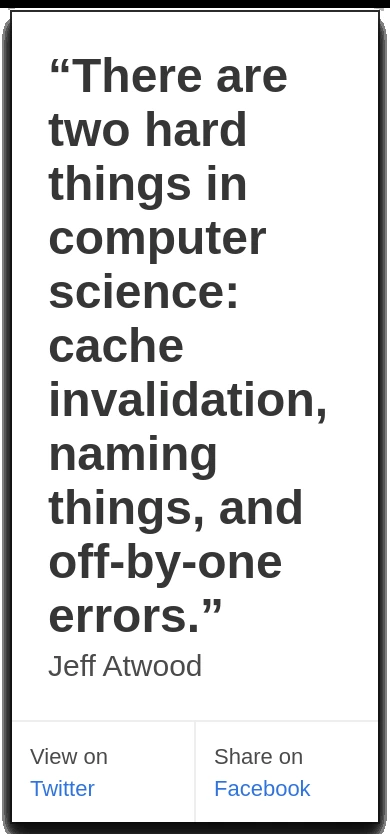 “There are
two hard
things in
computer
science:
cache
invalidation,
naming
things, and
off-by-one
errors.”
Jeff Atwood
View on
Twitter
Share on
Facebook